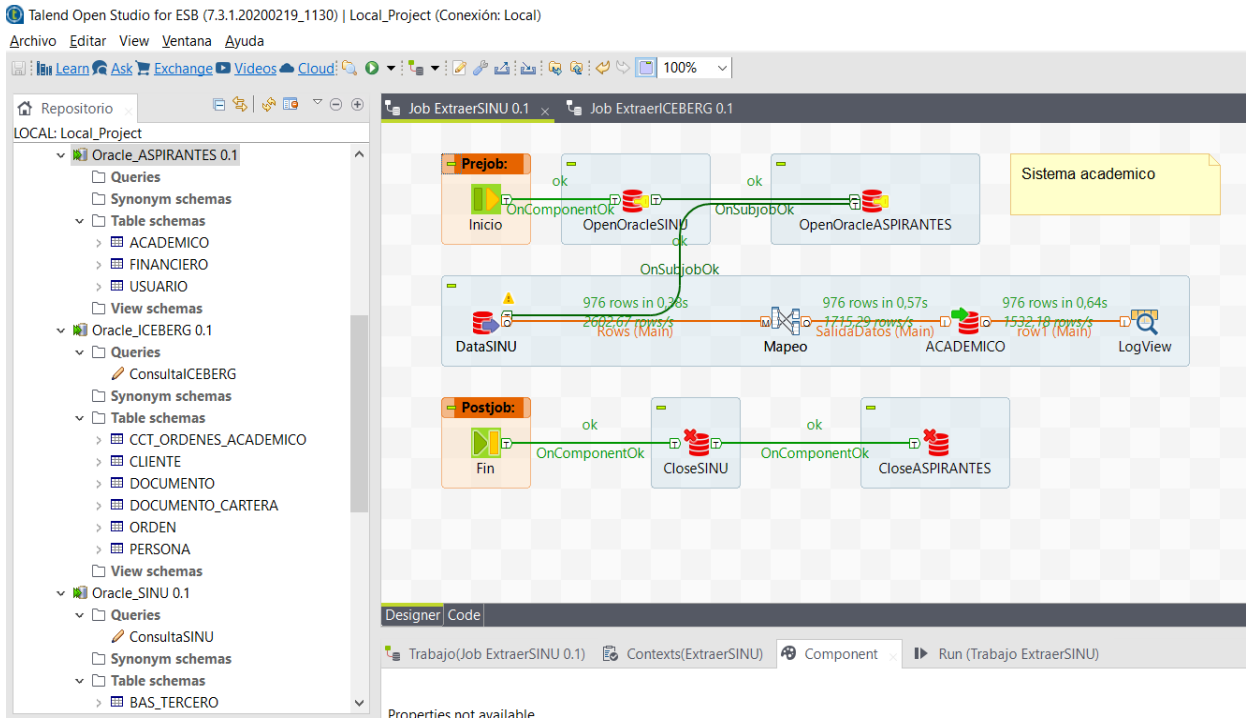 Talend Open Studio for ESB (7.3.1.20200219_1130) | Local_Project (Conexión: Local)
Archivo Editar View Ventana Ayuda
Learn Ask Exchange Videos Cloud 100%
Repositorio
LOCAL: Local_Project
Oracle_ASPIRANTES 0.1
Queries
Synonym schemas
Table schemas
ACADEMICO
FINANCIERO
USUARIO
View schemas
Oracle_ICEBERG 0.1
Queries
ConsultaICEBERG
Synonym schemas
Table schemas
CCT_ORDENES_ACADEMICO
CLIENTE
DOCUMENTO
DOCUMENTO_CARTERA
ORDEN
PERSONA
View schemas
Oracle_SINU 0.1
Queries
ConsultaSINU
Synonym schemas
Table schemas
BAS_TERCERO
Job ExtraerSINU 0.1 Job ExtraerICEBERG 0.1
Prejob:
Sistema academico
ok ok
OnComponentOk OnSubjobOk
Inicio OpenOracleSINU OpenOracleASPIRANTES
ok
OnSubjobOk
976 rows in 0,38s 976 rows in 0,57s 976 rows in 0,64s
2602,67 rows/s 1715,29 rows/s 1532,18 rows/s
Rows (Main) SalidaDatos (Main) row1 (Main)
DataSINU Mapeo ACADEMICO LogView
Postjob:
ok ok
OnComponentOk OnComponentOk
Fin CloseSINU CloseASPIRANTES
Designer Code
Trabajo(Job ExtraerSINU 0.1) Contexts(ExtraerSINU) Component Run (Trabajo ExtraerSINU)
Properties not available